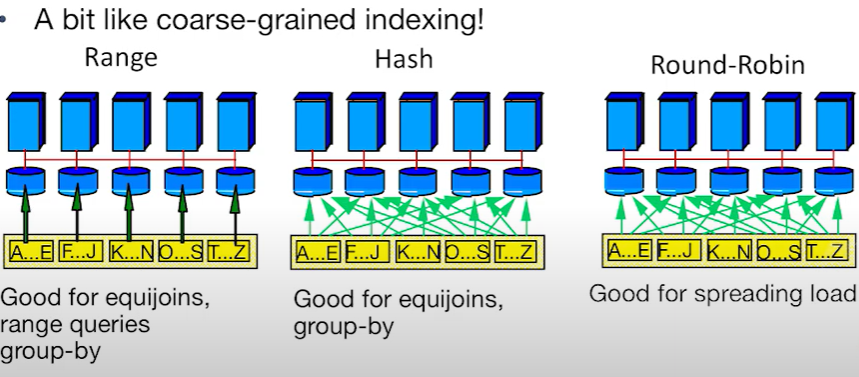 • A bit like coarse-grained indexing!
Range
Hash
Round-Robin
A...E F...J K...N O...S T...Z
A...E F...J K...N O...S T...Z
A...E F...J K...N O...S T...Z
Good for equijoins,
range queries
group-by
Good for equijoins,
group-by
Good for spreading load